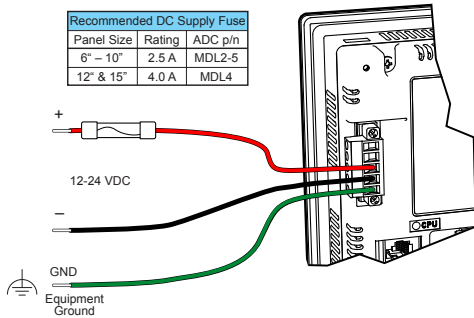 Recommended DC Supply Fuse
Panel Size Rating ADC p/n
6“ – 10” 2.5 A MDL2-5
12“ & 15” 4.0 A MDL4
+
12-24 VDC
–
GND
Equipment
Ground
CPU